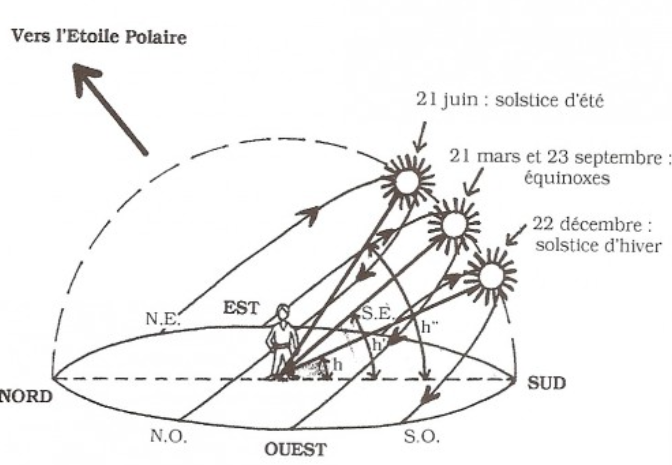 Vers l'Etoile Polaire
21 juin : solstice d'été
21 mars et 23 septembre :
équinoxes
22 décembre :
solstice d'hiver
EST
N.E.
S.E.
h"
h'
h
NORD
SUD
N.O.
S.O.
OUEST